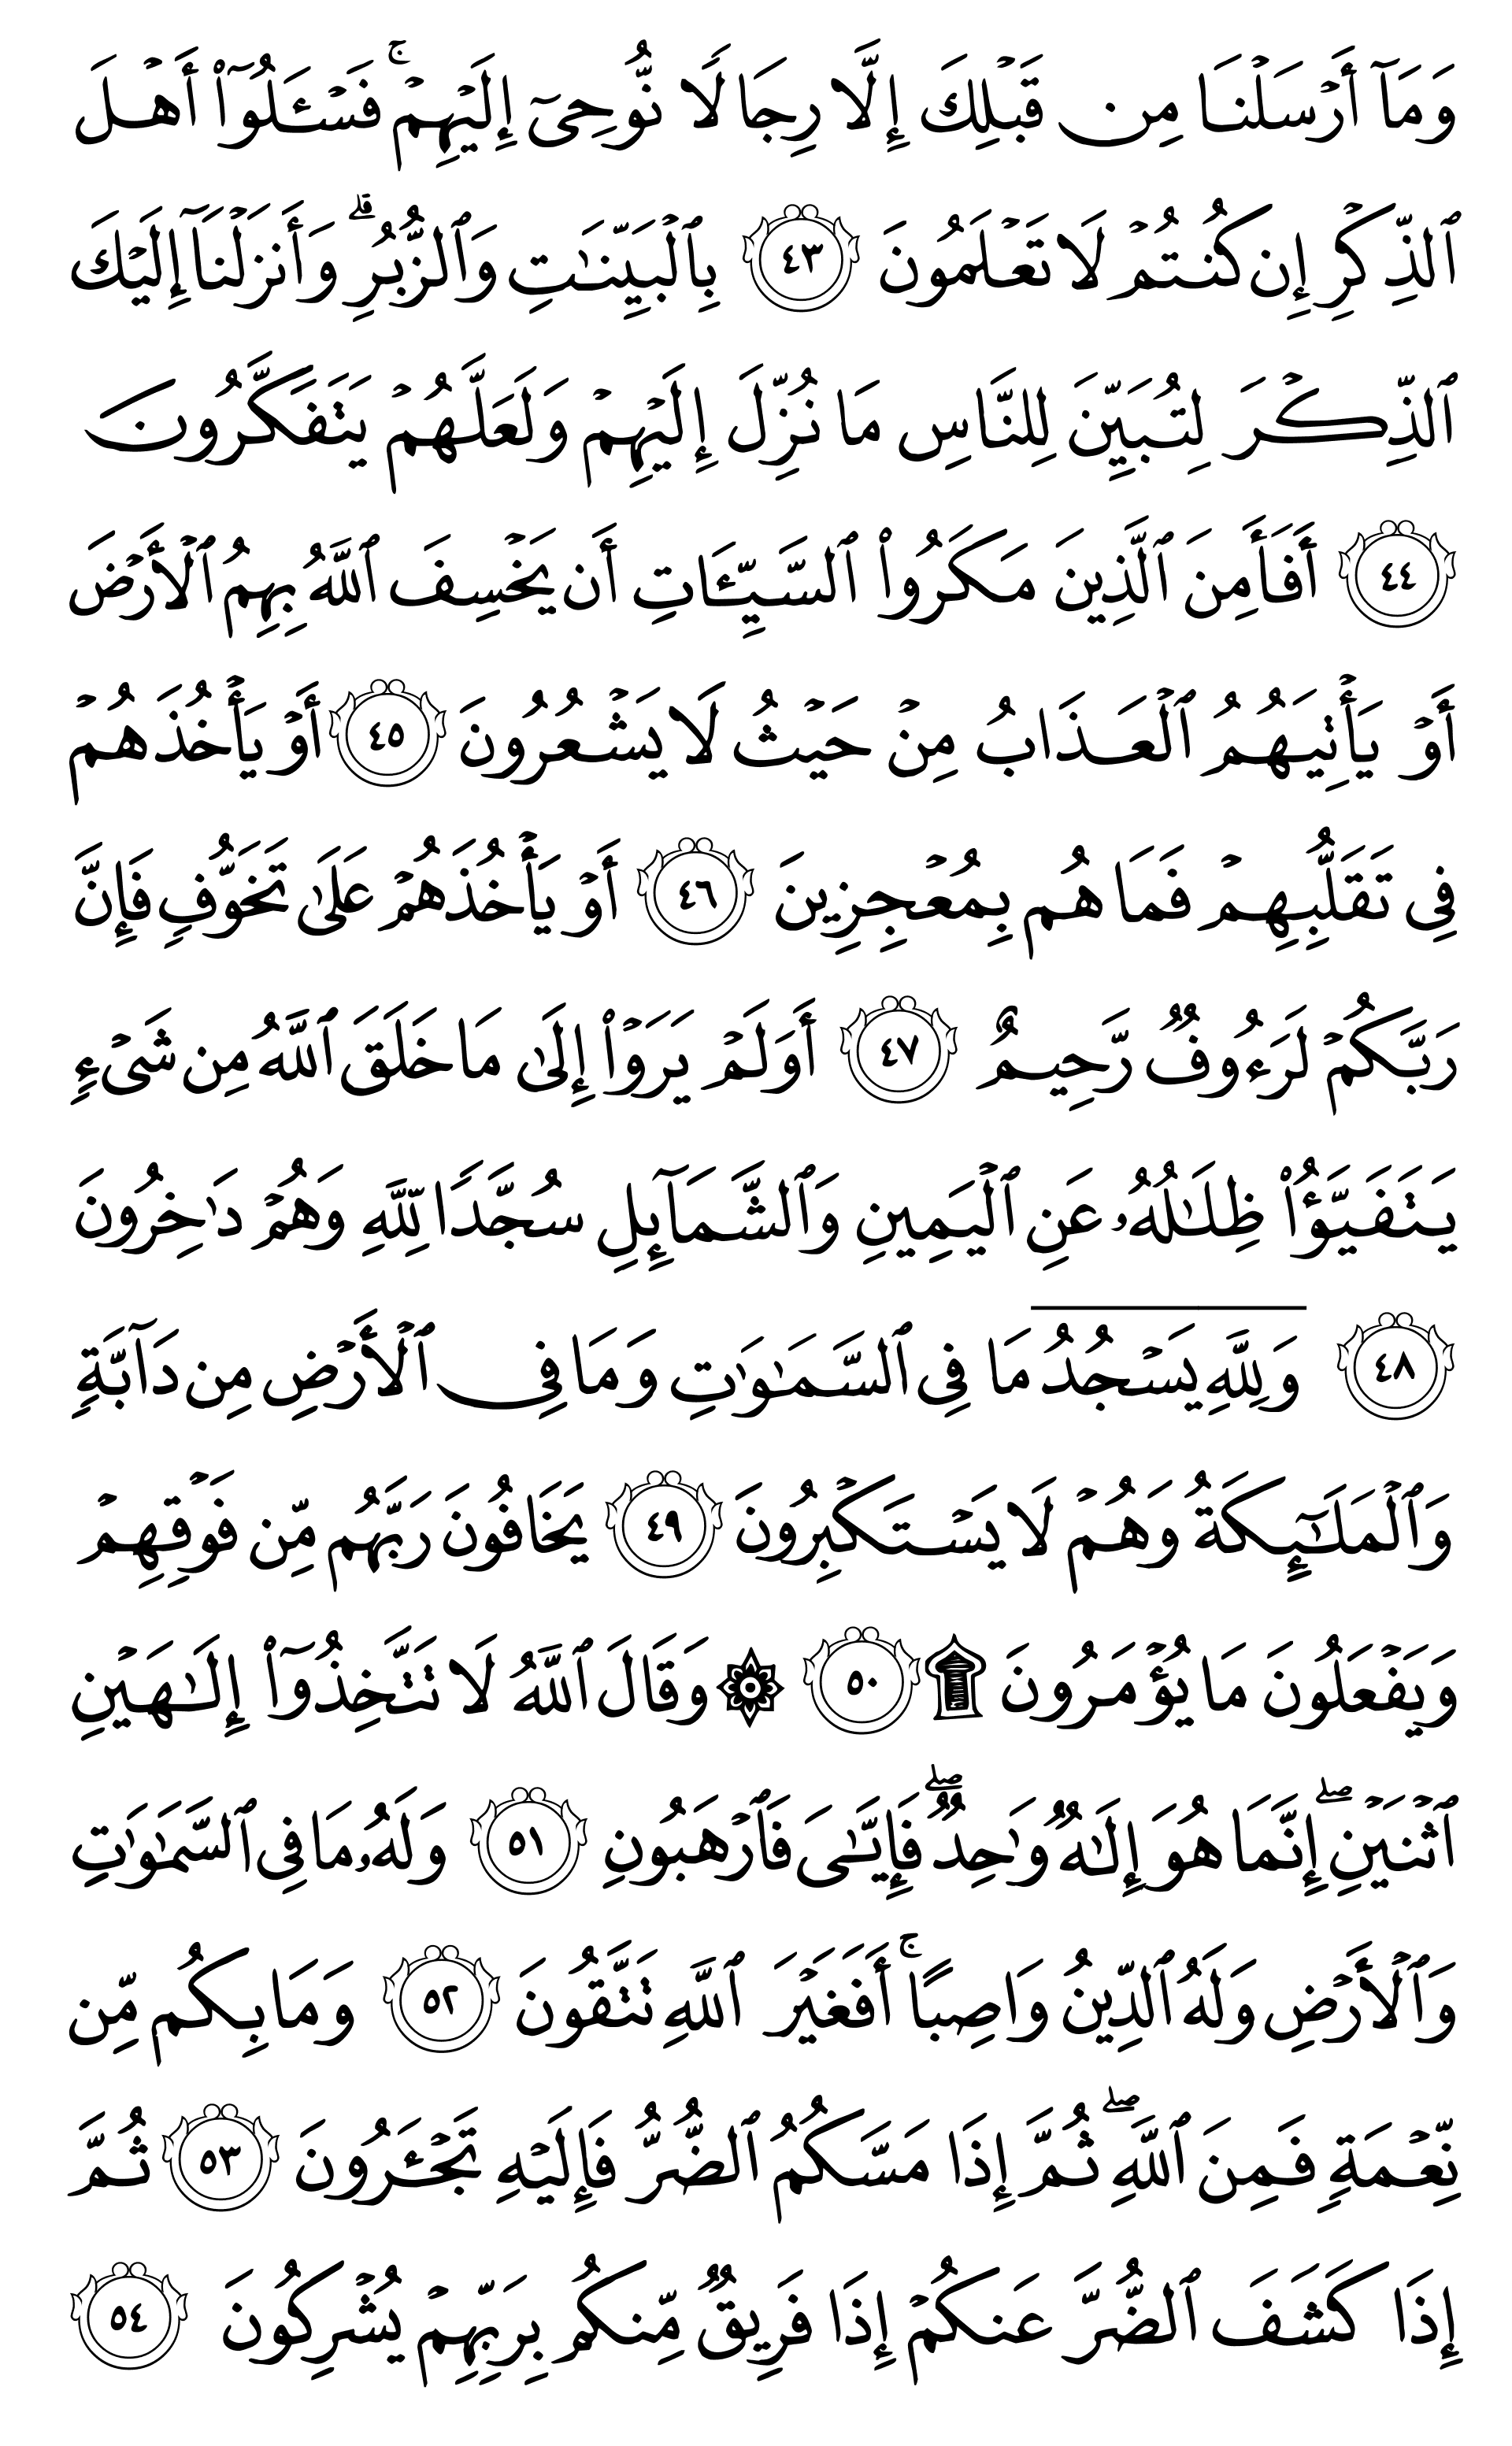 وَمَآ أَرۡسَلۡنَا مِن قَبۡلِكَ إِلَّا رِجَالٗا نُّوحِيٓ إِلَيۡهِمۡۚ فَسۡـَٔلُوٓاْ أَهۡلَ
ٱلذِّكۡرِ إِن كُنتُمۡ لَا تَعۡلَمُونَ ٤٣ بِٱلۡبَيِّنَٰتِ وَٱلزُّبُرِۗ وَأَنزَلۡنَآ إِلَيۡكَ
ٱلذِّكۡرَ لِتُبَيِّنَ لِلنَّاسِ مَا نُزِّلَ إِلَيۡهِمۡ وَلَعَلَّهُمۡ يَتَفَكَّرُونَ
٤٤ أَفَأَمِنَ ٱلَّذِينَ مَكَرُواْ ٱلسَّيِّـَٔاتِ أَن يَخۡسِفَ ٱللَّهُ بِهِمُ ٱلۡأَرۡضَ
أَوۡ يَأۡتِيَهُمُ ٱلۡعَذَابُ مِنۡ حَيۡثُ لَا يَشۡعُرُونَ ٤٥ أَوۡ يَأۡخُذَهُمۡ
فِي تَقَلُّبِهِمۡ فَمَا هُم بِمُعۡجِزِينَ ٤٦ أَوۡ يَأۡخُذَهُمۡ عَلَىٰ تَخَوُّفٖ فَإِنَّ
رَبَّكُمۡ لَرَءُوفٞ رَّحِيمٌ ٤٧ أَوَلَمۡ يَرَوۡاْ إِلَىٰ مَا خَلَقَ ٱللَّهُ مِن شَيۡءٖ
يَتَفَيَّؤُاْ ظِلَٰلُهُۥ عَنِ ٱلۡيَمِينِ وَٱلشَّمَآئِلِ سُجَّدٗا لِّلَّهِ وَهُمۡ دَٰخِرُونَ
٤٨ وَلِلَّهِ يَسۡجُدُۤ مَا فِي ٱلسَّمَٰوَٰتِ وَمَا فِي ٱلۡأَرۡضِ مِن دَآبَّةٖ
وَٱلۡمَلَٰٓئِكَةُ وَهُمۡ لَا يَسۡتَكۡبِرُونَ ٤٩ يَخَافُونَ رَبَّهُم مِّن فَوۡقِهِمۡ
وَيَفۡعَلُونَ مَا يُؤۡمَرُونَ ۩ ٥٠ ۞ وَقَالَ ٱللَّهُ لَا تَتَّخِذُوٓاْ إِلَٰهَيۡنِ
ٱثۡنَيۡنِۖ إِنَّمَا هُوَ إِلَٰهٞ وَٰحِدٞۖ فَإِيَّٰيَ فَٱرۡهَبُونِ ٥١ وَلَهُۥ مَا فِي ٱلسَّمَٰوَٰتِ
وَٱلۡأَرۡضِ وَلَهُ ٱلدِّينُ وَاصِبًاۚ أَفَغَيۡرَ ٱللَّهِ تَتَّقُونَ ٥٢ وَمَا بِكُم مِّن
نِّعۡمَةٖ فَمِنَ ٱللَّهِۖ ثُمَّ إِذَا مَسَّكُمُ ٱلضُّرُّ فَإِلَيۡهِ تَجۡـَٔرُونَ ٥٣ ثُمَّ
إِذَا كَشَفَ ٱلضُّرَّ عَنكُمۡ إِذَا فَرِيقٞ مِّنكُم بِرَبِّهِمۡ يُشۡرِكُونَ ٥٤